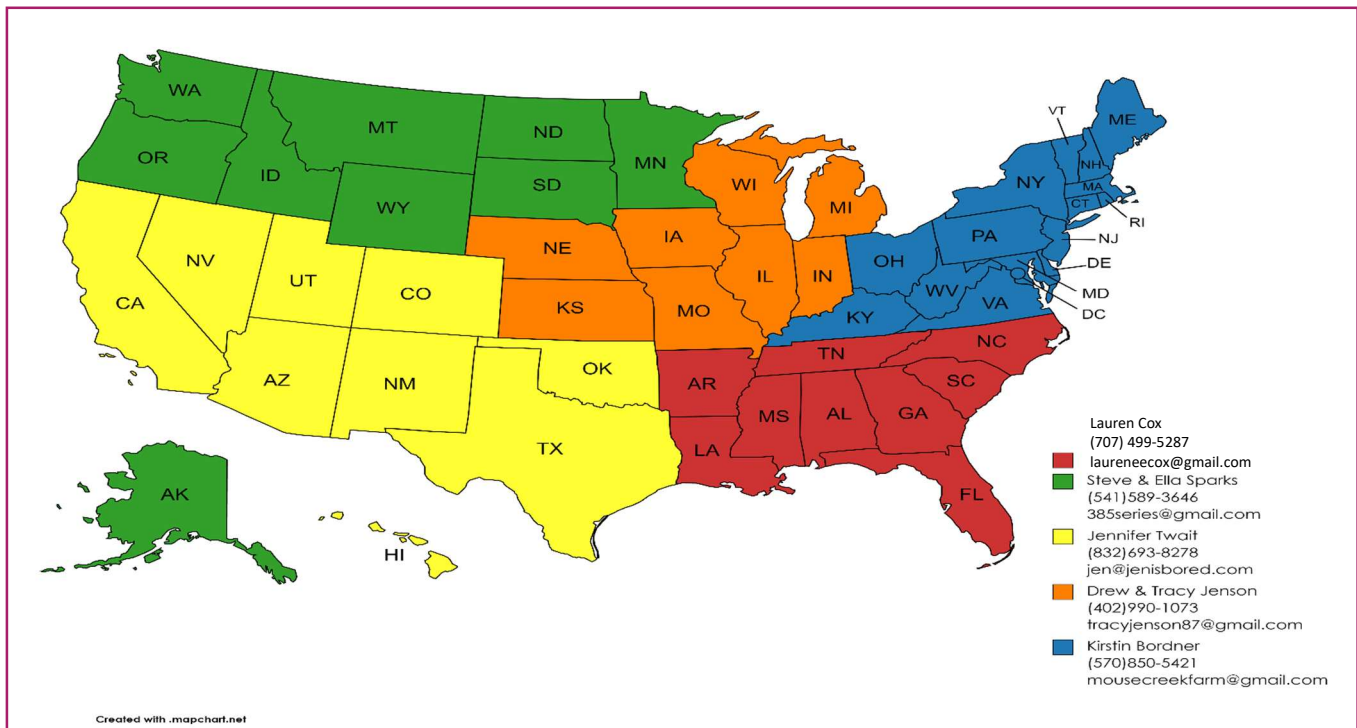 WA
MT
ND
MN
OR
ID
SD
WY
WI
MI
ME
VT
NH
NY
MA
CT
RI
NJ
PA
DE
MD
DC
NE
IA
IL
IN
OH
WV
VA
KY
KS
MO
NV
UT
CO
CA
AZ
NM
OK
TX
AR
TN
NC
SC
MS
AL
GA
LA
FL
AK
HI
Lauren Cox
(707) 499-5287
laureneecox@gmail.com
Steve & Ella Sparks
(541)589-3646
385series@gmail.com
Jennifer Twait
(832)693-8278
jen@jenisbored.com
Drew & Tracy Jenson
(402)990-1073
tracyjenson87@gmail.com
Kirstin Bordner
(570)850-5421
mousecreekfarm@gmail.com
Created with .mapchart.net